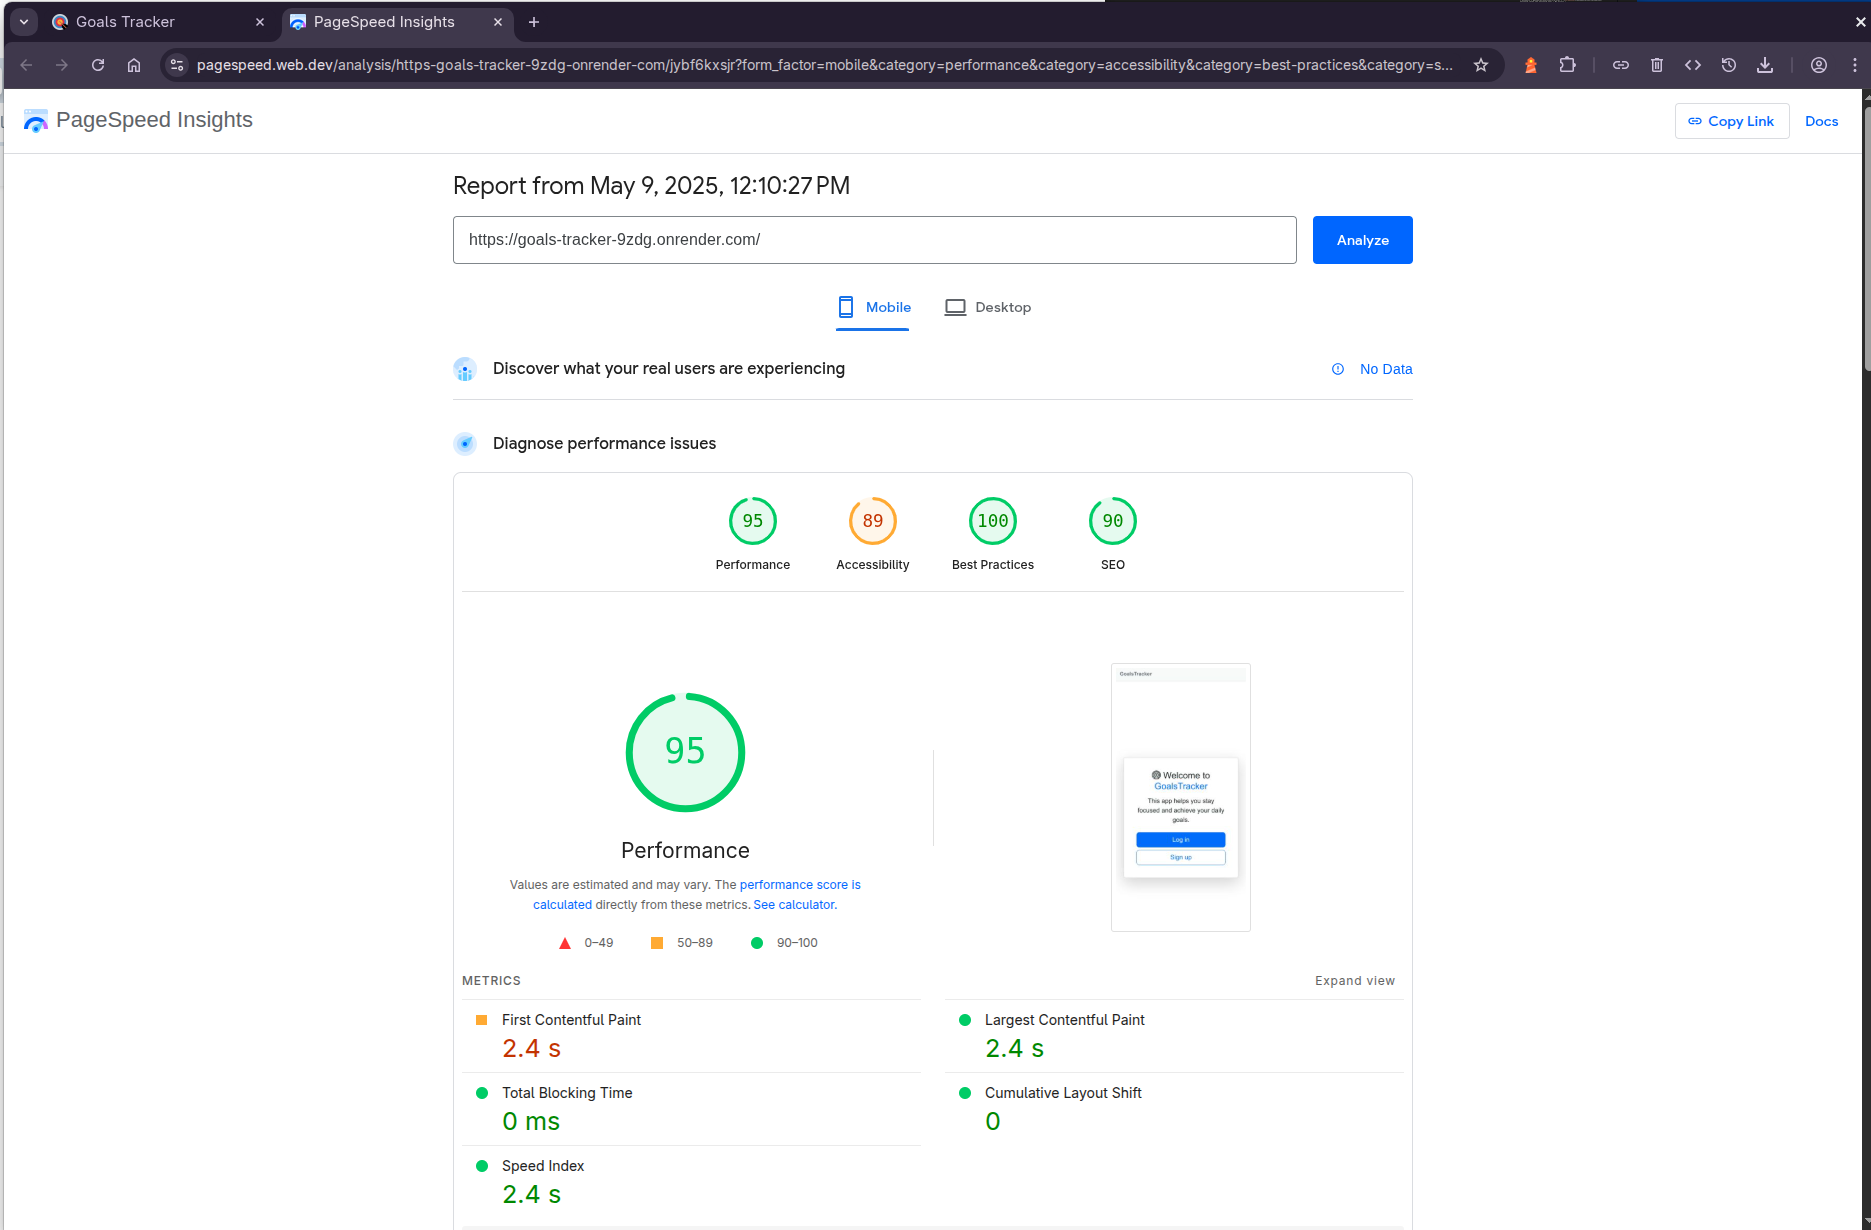 Goals Tracker
PageSpeed Insights
pagespeed.web.dev/analysis/https-goals-tracker-9zdg-onrender-com/jybf6kxsjr?form_factor=mobile&category=performance&category=accessibility&category=best-practices&category=s...
PageSpeed Insights
Copy Link
Docs
Report from May 9, 2025, 12:10:27 PM
https://goals-tracker-9zdg.onrender.com/
Analyze
Mobile
Desktop
Discover what your real users are experiencing
No Data
Diagnose performance issues
95
89
100
90
Performance
Accessibility
Best Practices
SEO
GoalsTracker
Welcome to
GoalsTracker
This app helps you stay
focused and achieve your daily
goals.
Log in
Sign up
95
Performance
Values are estimated and may vary. The performance score is
calculated directly from these metrics. See calculator.
0–49
50–89
90–100
METRICS
Expand view
First Contentful Paint
2.4 s
Largest Contentful Paint
2.4 s
Total Blocking Time
0 ms
Cumulative Layout Shift
0
Speed Index
2.4 s